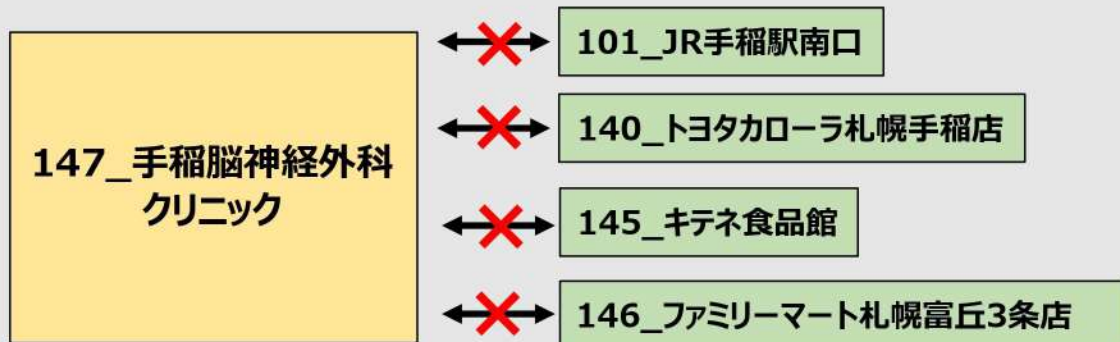 147_手稲脳神経外科
クリニック
101_JR手稲駅南口
140_トヨタカローラ札幌手稲店
145_キテネ食品館
146_ファミリーマート札幌富丘3条店